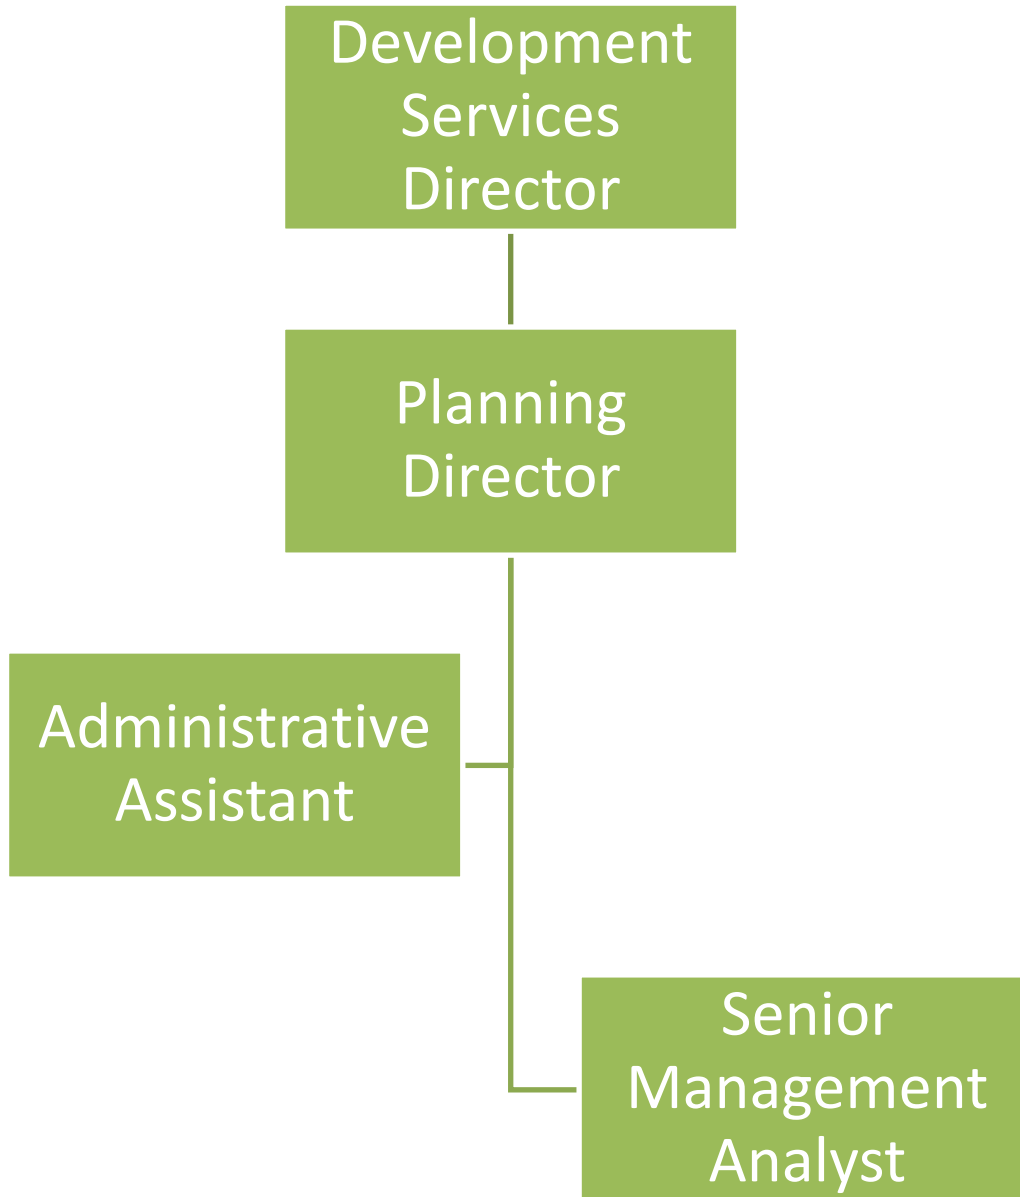 Development
Services
Director
Planning
Director
Administrative
Assistant
Senior
Management
Analyst